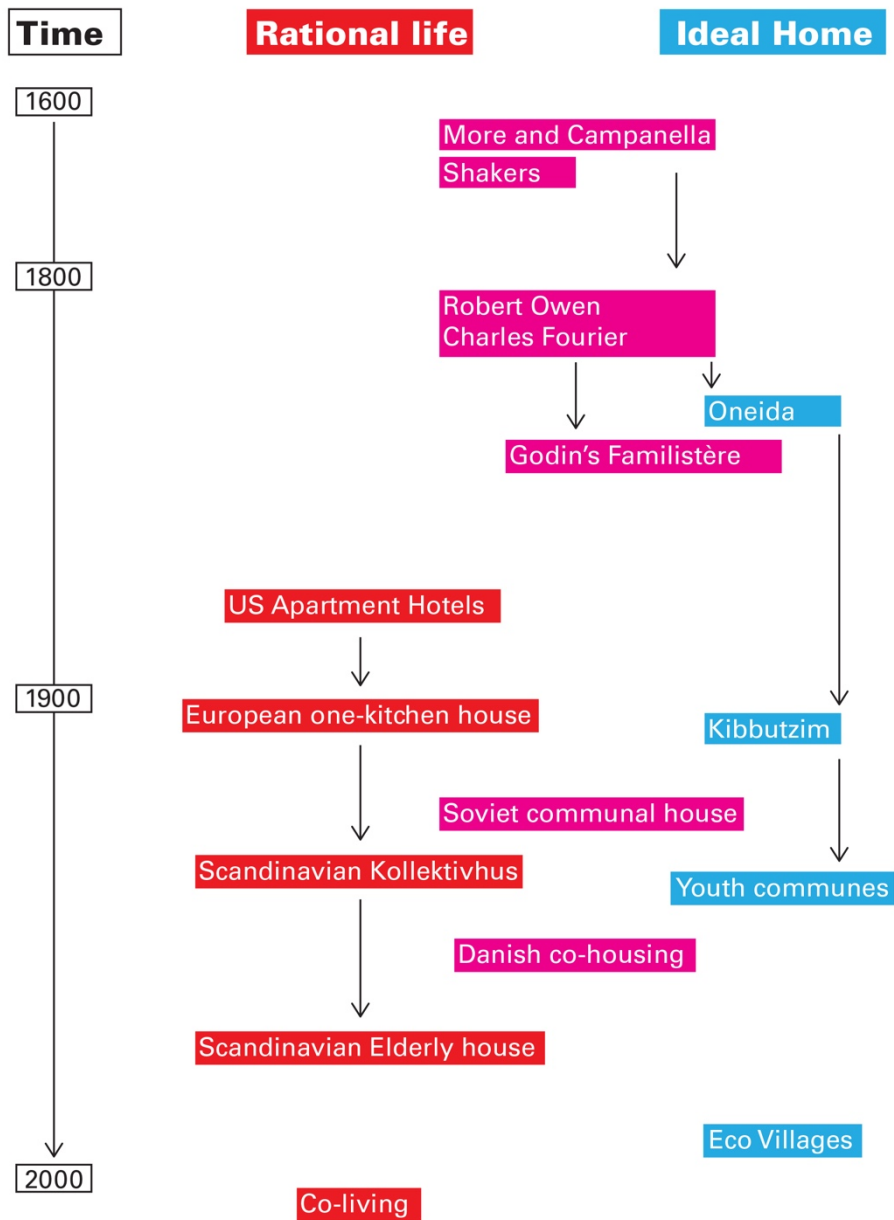 Time
Rational life
Ideal Home
1600
More and Campanella
Shakers
1800
Robert Owen
Charles Fourier
Oneida
Godin’s Familistère
US Apartment Hotels
1900
European one-kitchen house
Kibbutzim
Soviet communal house
Scandinavian Kollektivhus
Youth communes
Danish co-housing
Scandinavian Elderly house
Eco Villages
2000
Co-living